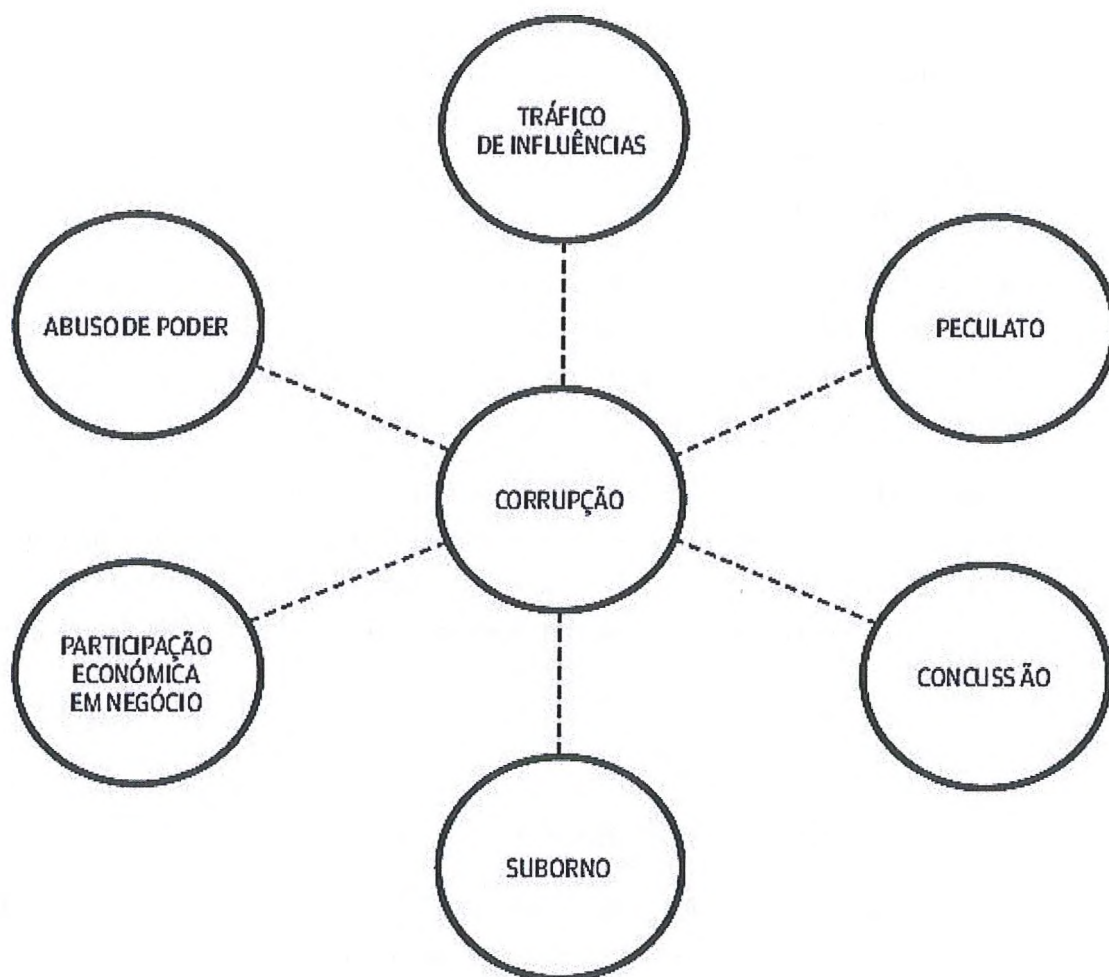 TRÁFICO
DE INFLUÊNCIAS
ABUSO DE PODER
PECULATO
CORRUPÇÃO
PARTICIPAÇÃO
ECONÓMICA
EM NEGÓCIO
CONCUSSÃO
SUBORNO